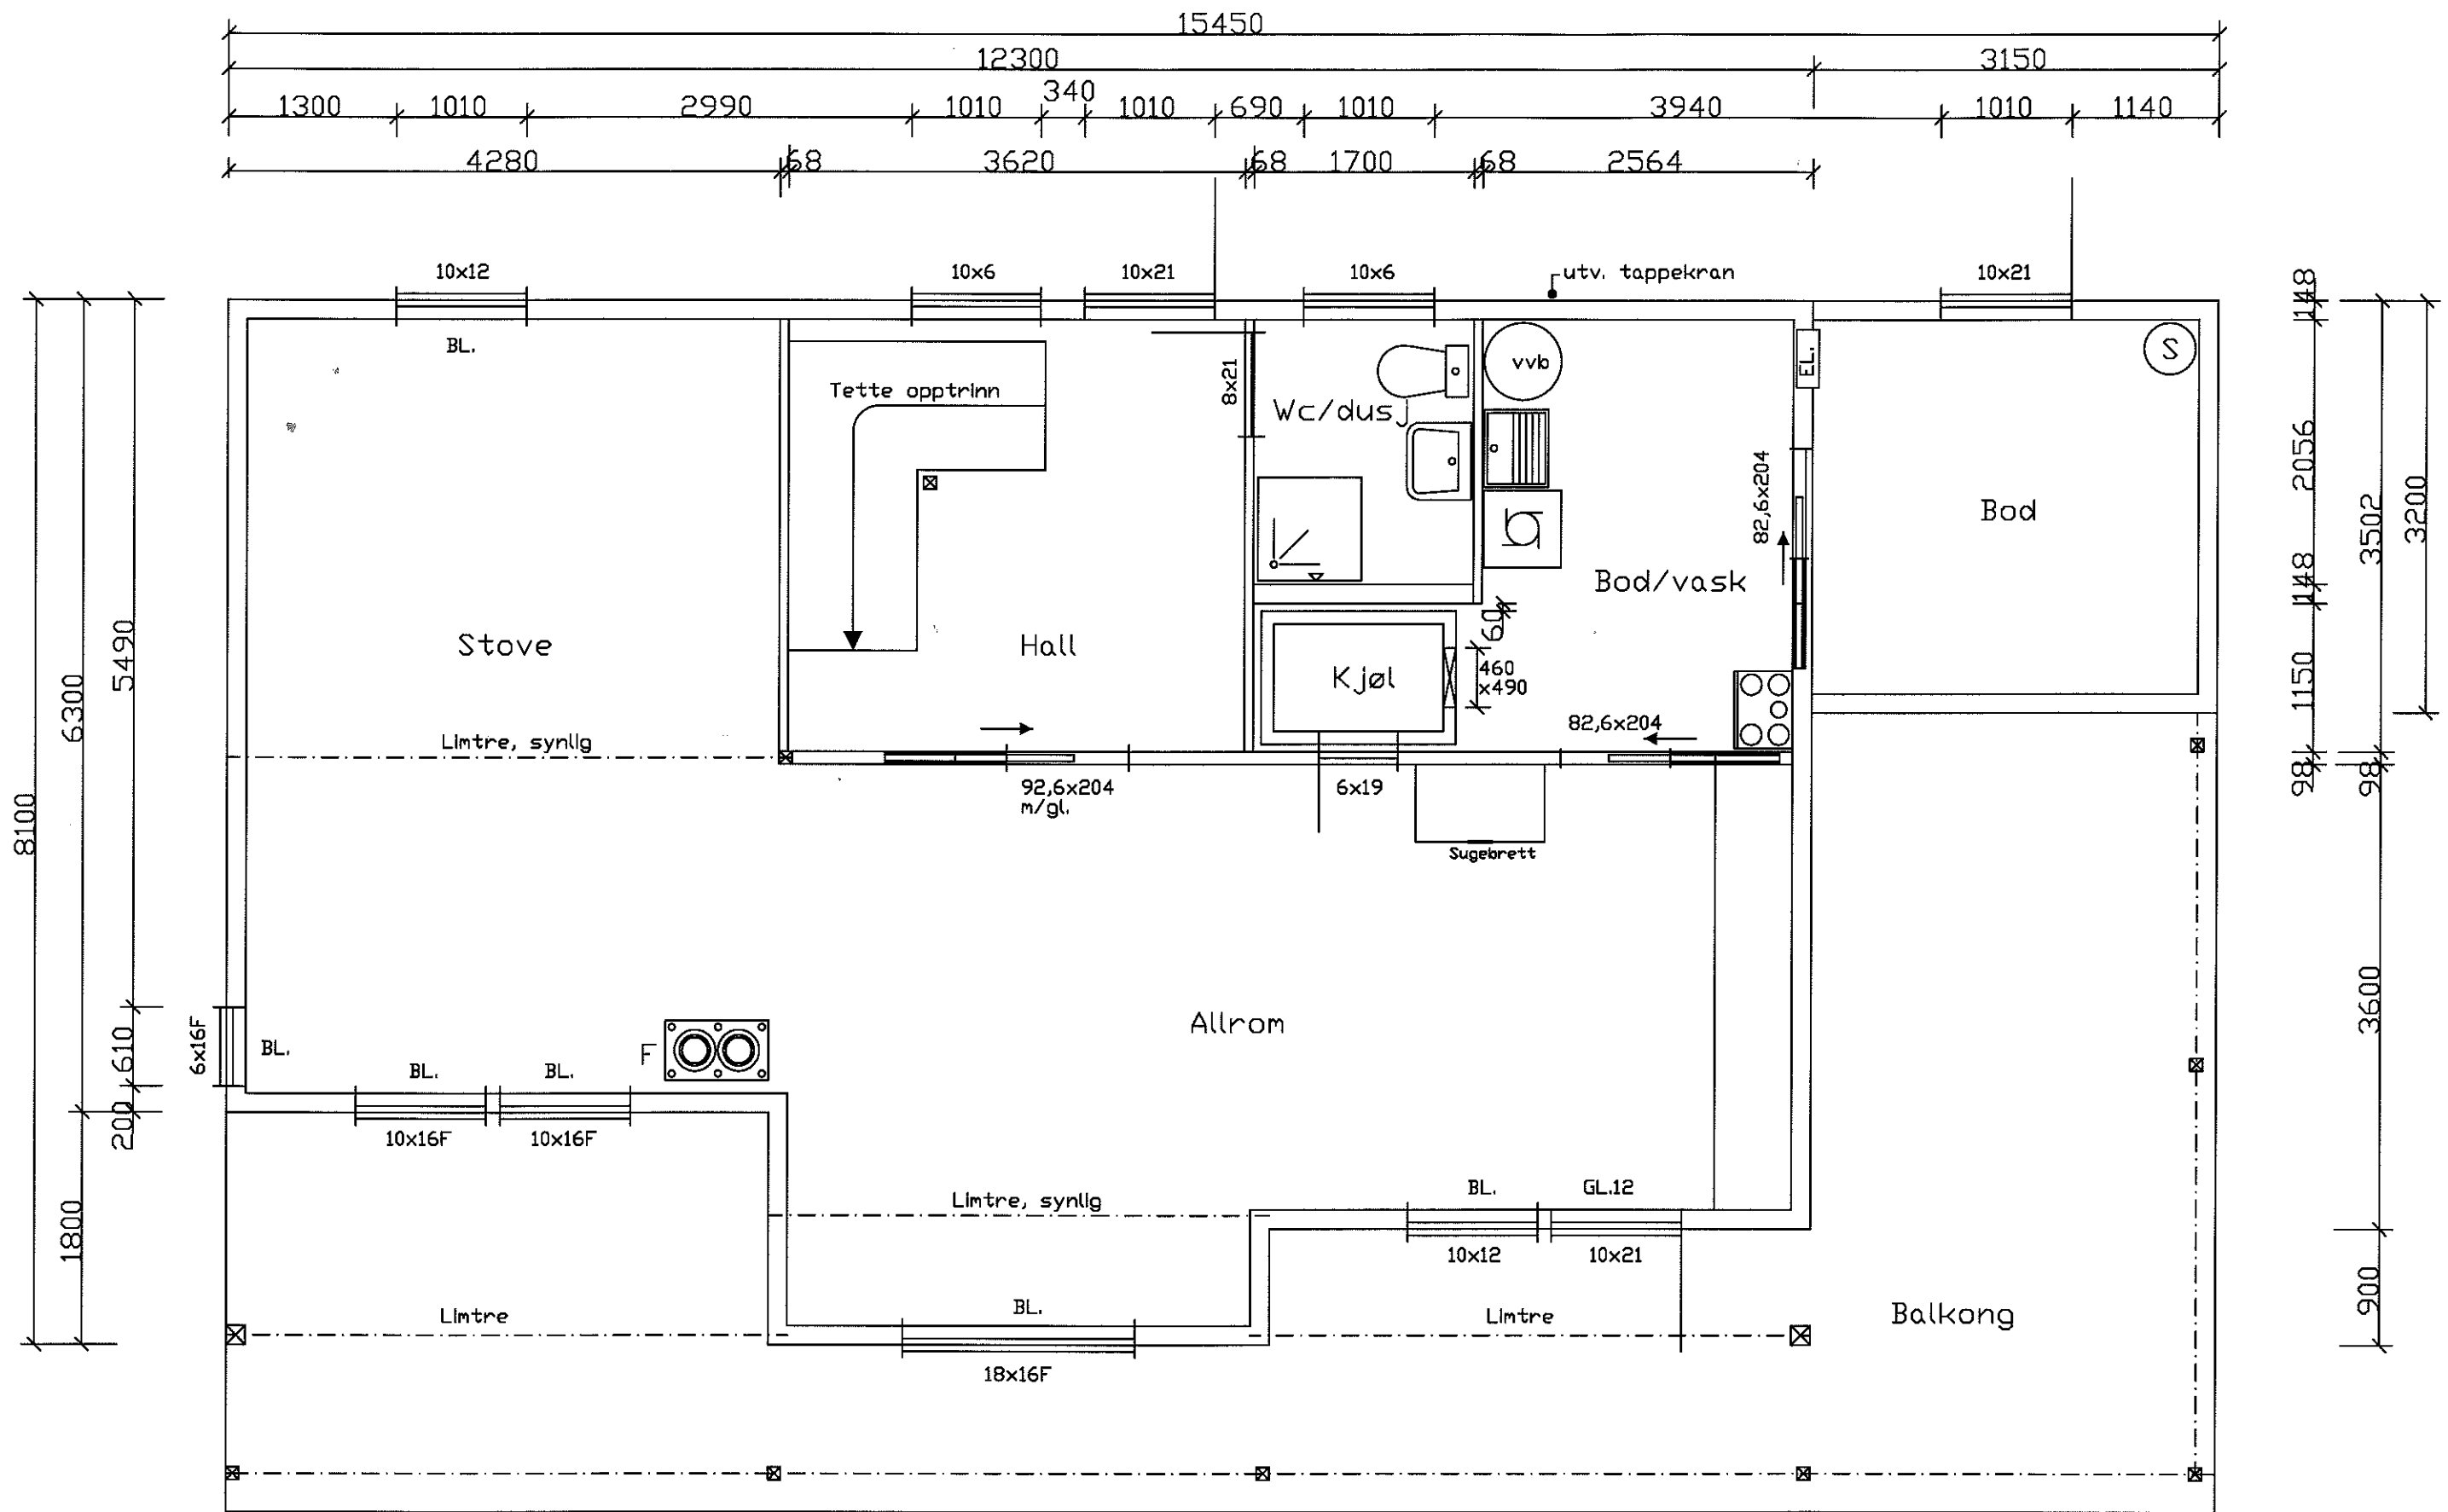 15450
12300 3150
340
1300 1010 2990 1010 1010 690 1010 3940 1010 1140
4280 68 3620 68 1700 68 2564
10x12 10x6 10x21 10x6 utv. tappekran 10x21
148
BL.
EL.
S
vvb
8x21
Tette opptrinn
Wc/dusj
2056
82,6x204
3502
3200
Bod
148
Bod/vask
5490
60
Stove
Hall
Kjøl
460
x490
1150
6300
82,6x204
Limtre, synlig
98
98
92,6x204
m/gl.
6x19
8100
Sugebrett
3600
Allrom
610
6x16F
BL.
F
BL. BL.
200
10x16F 10x16F
BL. GL.12
Limtre, synlig
1800
10x12 10x21
900
BL.
Limtre
Limtre
Balkong
18x16F